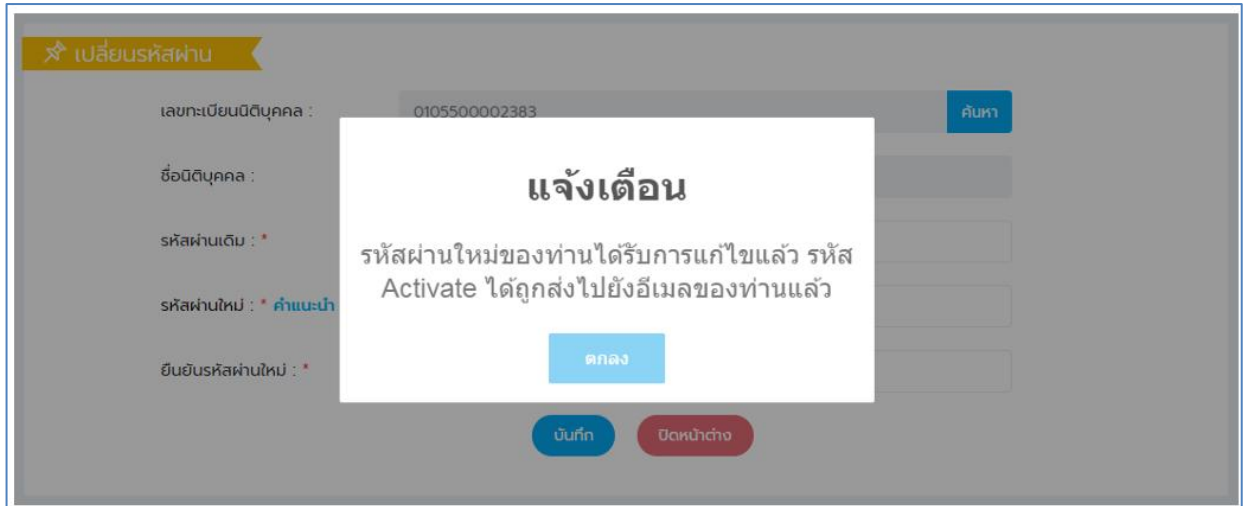 เปลี่ยนรหัสผ่าน
เลขทะเบียนนิติบุคคล : 0105500002383 ค้นหา
ชื่อนิติบุคคล :
แจ้งเตือน
รหัสผ่านเดิม : *
รหัสผ่านใหม่ของท่านได้รับการแก้ไขแล้ว รหัส
Activate ได้ถูกส่งไปยังอีเมลของท่านแล้ว
รหัสผ่านใหม่ : * คำแนะนำ
ตกลง
ยืนยันรหัสผ่านใหม่ : *
บันทึก ปิดหน้าต่าง